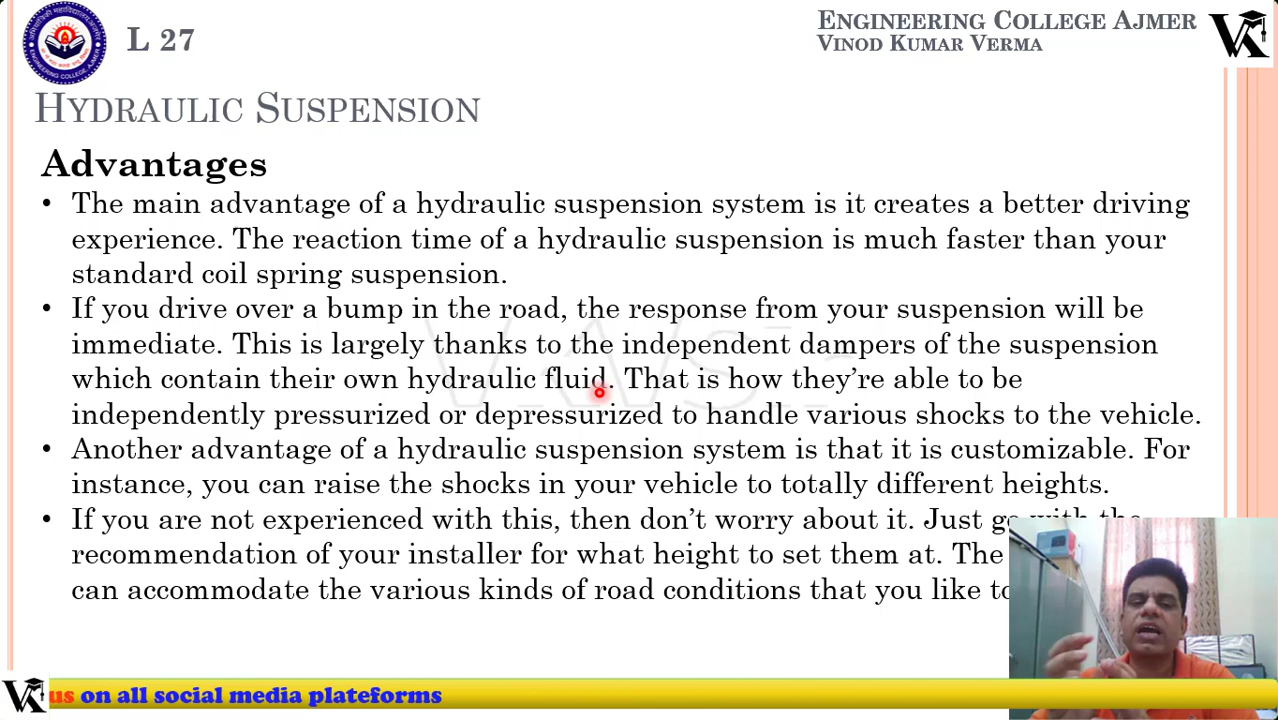 L 27
ENGINEERING COLLEGE AJMER
VINOD KUMAR VERMA
HYDRAULIC SUSPENSION
Advantages
• The main advantage of a hydraulic suspension system is it creates a better driving
experience. The reaction time of a hydraulic suspension is much faster than your
standard coil spring suspension.
• If you drive over a bump in the road, the response from your suspension will be
immediate. This is largely thanks to the independent dampers of the suspension
which contain their own hydraulic fluid. That is how they’re able to be
independently pressurized or depressurized to handle various shocks to the vehicle.
• Another advantage of a hydraulic suspension system is that it is customizable. For
instance, you can raise the shocks in your vehicle to totally different heights.
• If you are not experienced with this, then don’t worry about it. Just go with the
recommendation of your installer for what height to set them at. The
can accommodate the various kinds of road conditions that you like to
us on all social media plateforms